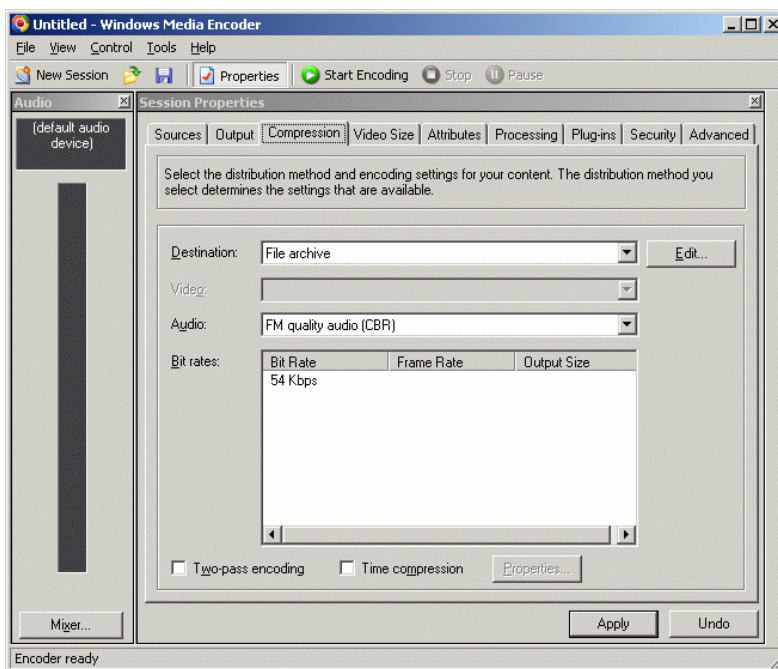 Untitled - Windows Media Encoder
File View Control Tools Help
New Session Properties Start Encoding Stop Pause
Audio
(default audio
device)
Mixer...
Session Properties
Sources Output Compression Video Size Attributes Processing Plug-ins Security Advanced
Select the distribution method and encoding settings for your content. The distribution method you
select determines the settings that are available.
Destination: File archive Edit...
Video:
Audio: FM quality audio (CBR)
Bit rates: Bit Rate Frame Rate Output Size
54 Kbps
Two-pass encoding Time compression Properties...
Apply Undo
Encoder ready